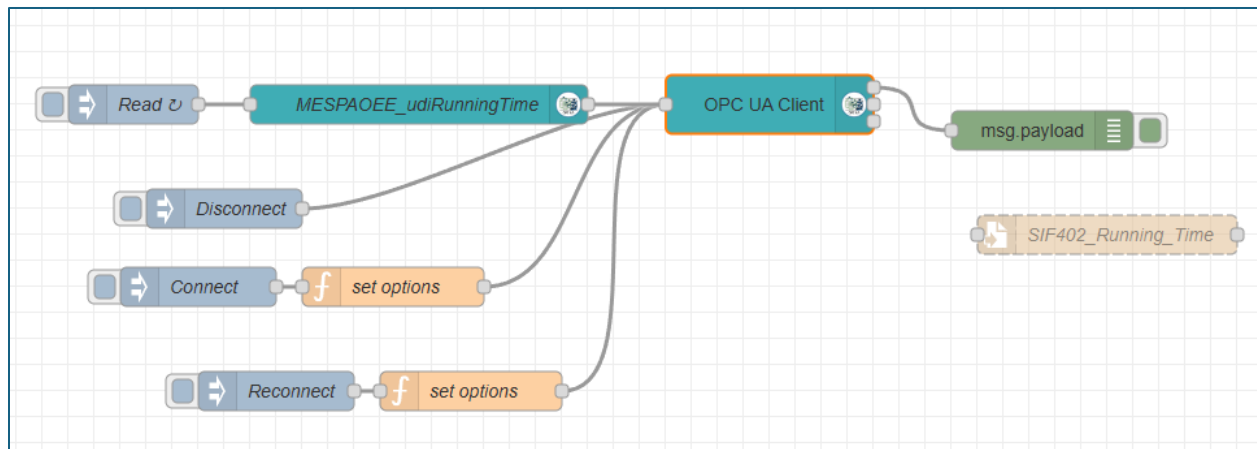 Read ↻
MESPAOEE_udiRunningTime
OPC UA Client
msg.payload
Disconnect
SIF402_Running_Time
Connect
set options
Reconnect
set options